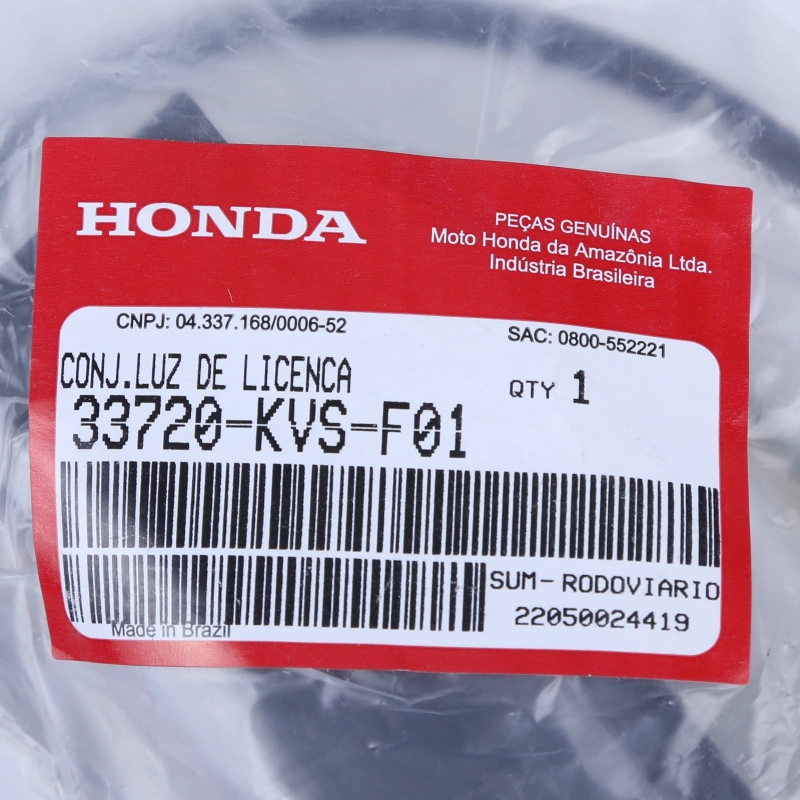 HONDA
PEÇAS GENUÍNAS
Moto Honda da Amazônia Ltda.
Indústria Brasileira
CNPJ: 04.337.168/0006-52
SAC: 0800-552221
CONJ.LUZ DE LICENCA
QTY 1
33720-KVS-F01
SUM-RODOVIARIO
22050024419
Made in Brazil